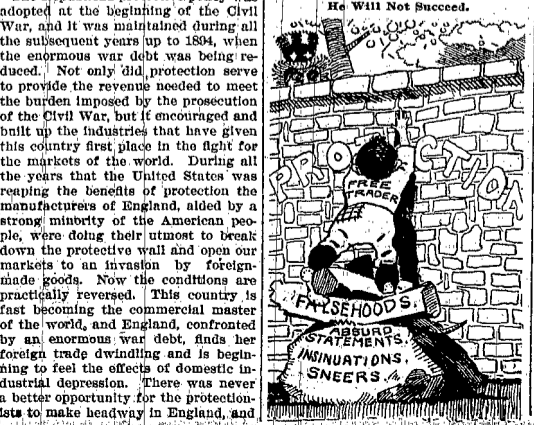 adopted at the beginning of the Civil
War, and it was maintained during all
the subsequent years up to 1894, when
the enormous war debt was being re-
duced. Not only did protection serve
to provide the revenue needed to meet
the burden imposed by the prosecution
of the Civil War, but it encouraged and
built up the industries that have given
this country first place in the fight for
the markets of the world. During all
the years that the United States was
reaping the benefits of protection the
manufacturers of England, aided by a
strong minority of the American peo-
ple, were doing their utmost to break
down the protective wall and open our
markets to an invasion by foreign-
made goods. Now the conditions are
practically reversed. This country is
fast becoming the commercial master
of the world, and England, confronted
by an enormous war debt, finds her
foreign trade dwindling and is begin-
ning to feel the effects of domestic in-
dustrial depression. There was never
a better opportunity for the protection-
ists to make headway in England, and
He Will Not Succeed.
PRO CTION
FREE
TRADER
FALSEHOODS
ABSURD
STATEMENTS,
INSINUATIONS,
SNEERS,